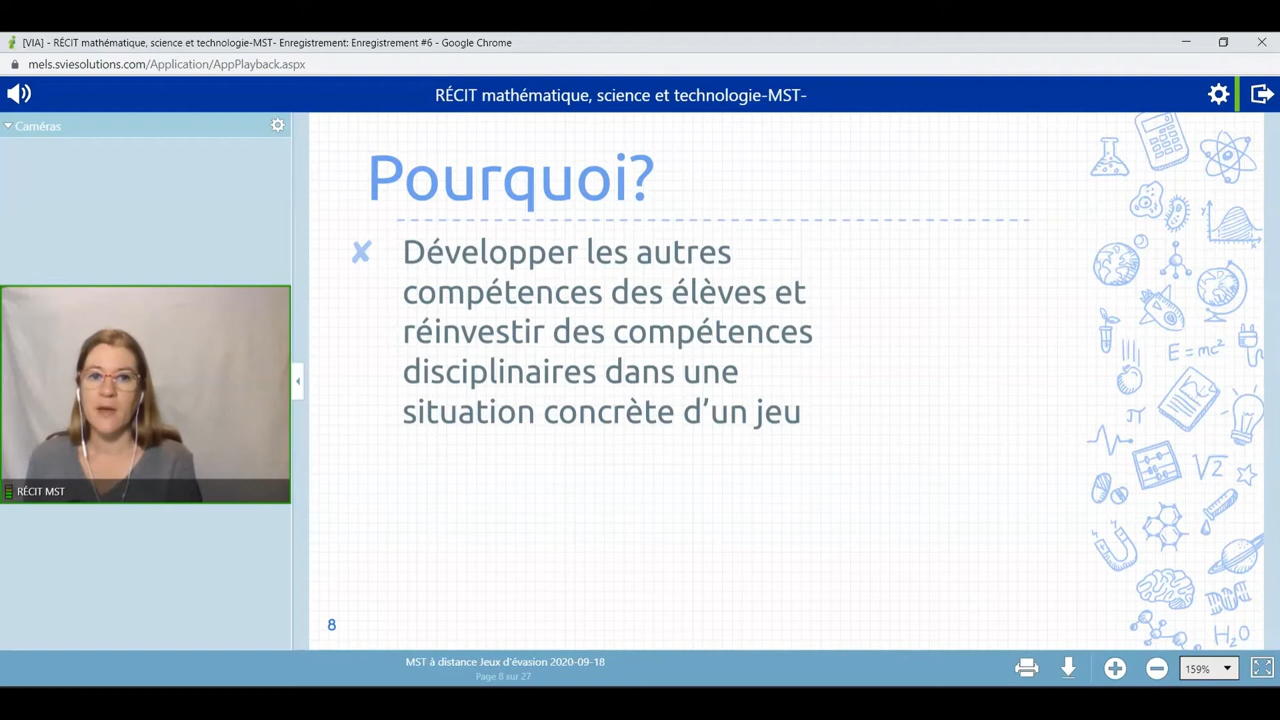 [VIA] - RÉCIT mathématique, science et technologie-MST- Enregistrement: Enregistrement #6 - Google Chrome
mels.sviesolutions.com/Application/AppPlayback.aspx
RÉCIT mathématique, science et technologie-MST-
Caméras
Pourquoi?
Développer les autres
compétences des élèves et
réinvestir des compétences
disciplinaires dans une
situation concrète d’un jeu
E=mc²
π
√2
H₂O
RÉCIT MST
8
MST à distance Jeux d'évasion 2020-09-18
Page 8 sur 27
159%